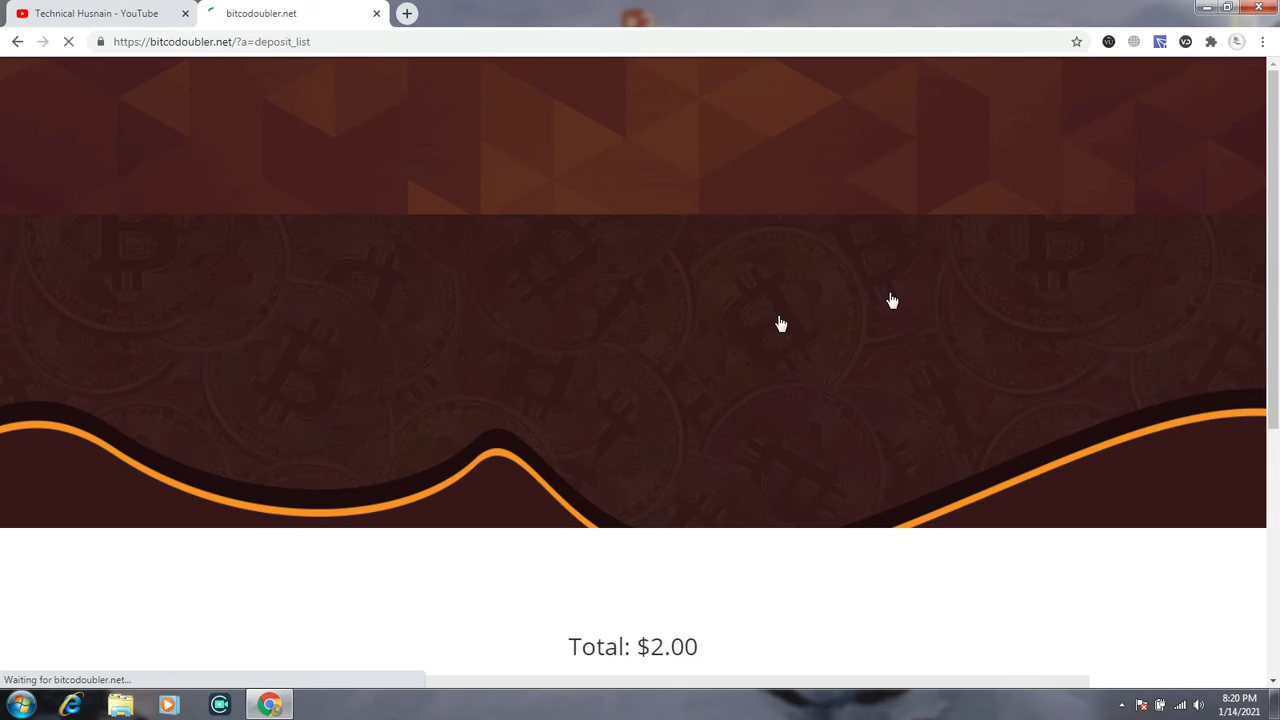 Technical Husnain - YouTube
bitcodoubler.net
https://bitcodoubler.net/?a=deposit_list
Total: $2.00
Waiting for bitcodoubler.net...
8:20 PM
1/14/2021